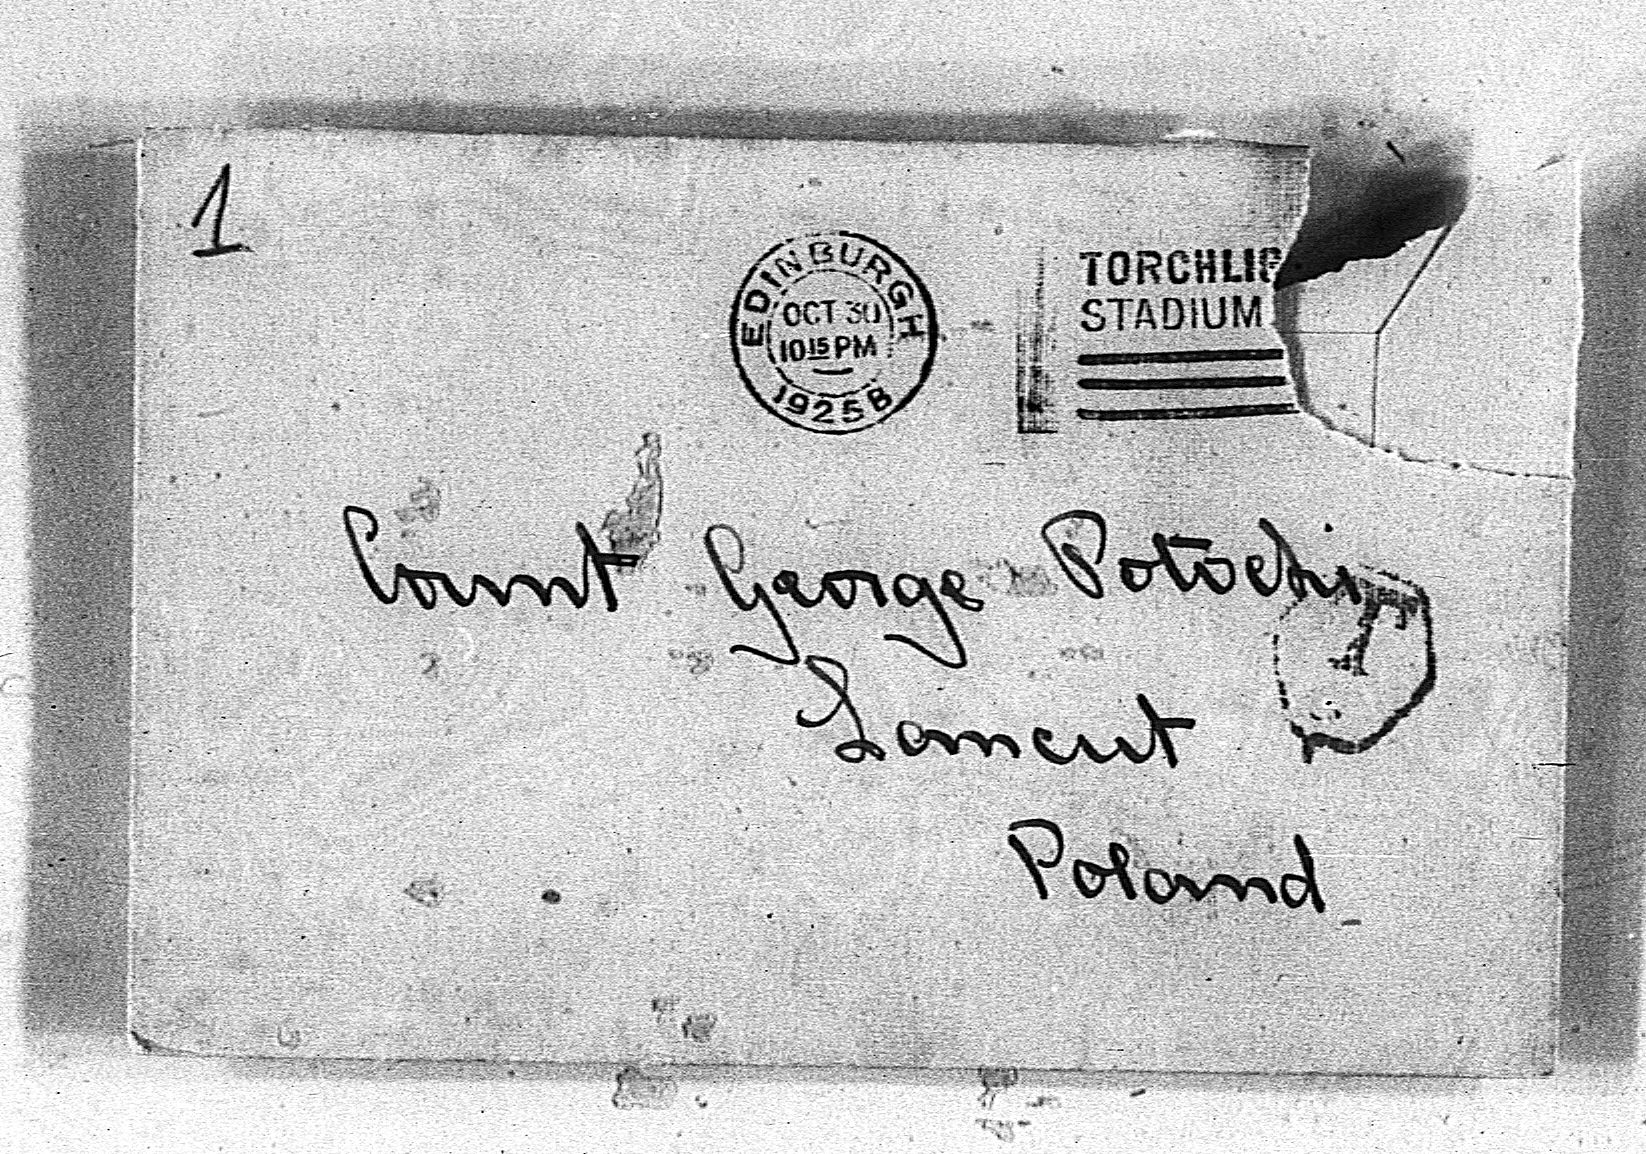 1
EDINBURGH
OCT 30
10.15 PM
1925 B
TORCHLIG
STADIUM
Count George Potocki
Lancut
Poland
T